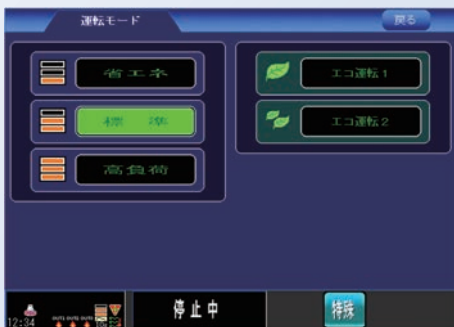 運転モード
戻る
省エネ
標準
高負荷
エコ運転1
エコ運転2
停止中
特殊
12:34